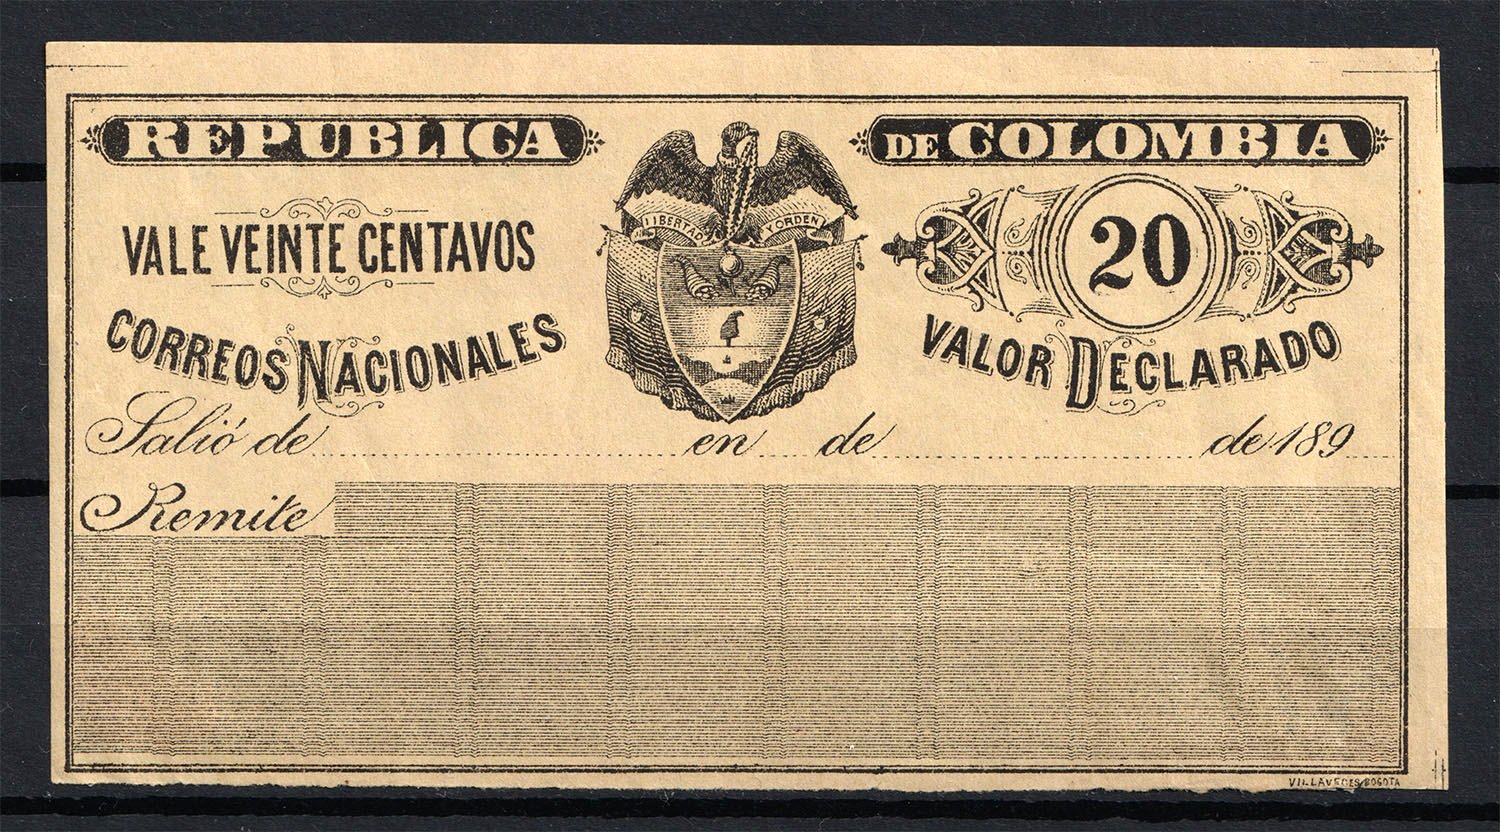 REPUBLICA
DE COLOMBIA
LIBERTAD Y ORDEN
VALE VEINTE CENTAVOS
20
CORREOS NACIONALES
VALOR DECLARADO
Salió de en de de 189
Remite
VILLAVECES BOGOTA